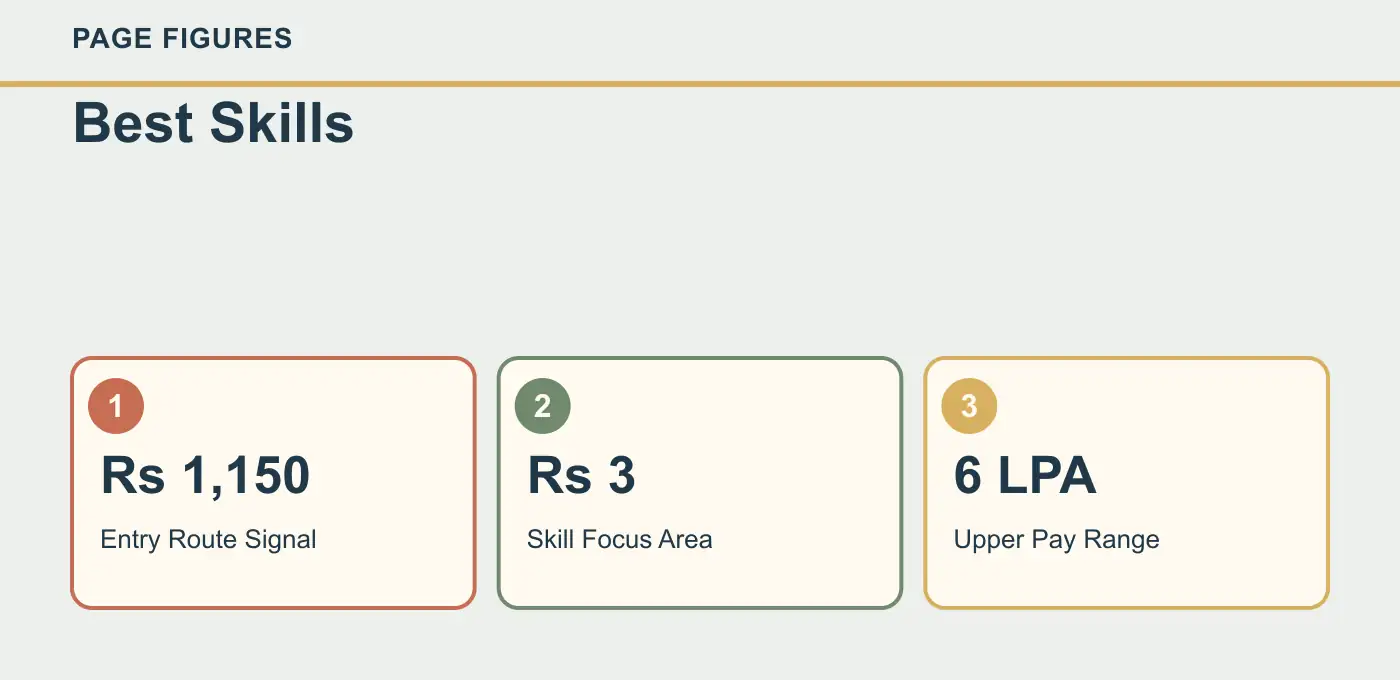 PAGE FIGURES
Best Skills
1
Rs 1,150
Entry Route Signal
2
Rs 3
Skill Focus Area
3
6 LPA
Upper Pay Range